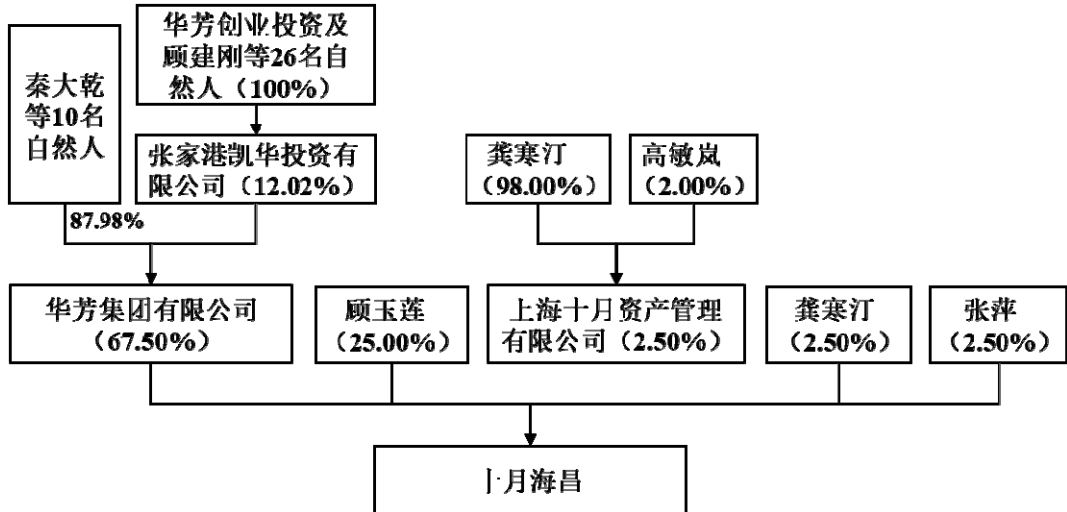 华芳创业投资及
顾建刚等26名自
然人（100%）
秦大乾
等10名
自然人
张家港凯华投资有
限公司（12.02%）
龚寒汀
（98.00%）
高敏岚
（2.00%）
87.98%
华芳集团有限公司
（67.50%）
顾玉莲
（25.00%）
上海十月资产管理
有限公司（2.50%）
龚寒汀
（2.50%）
张萍
（2.50%）
十月海昌